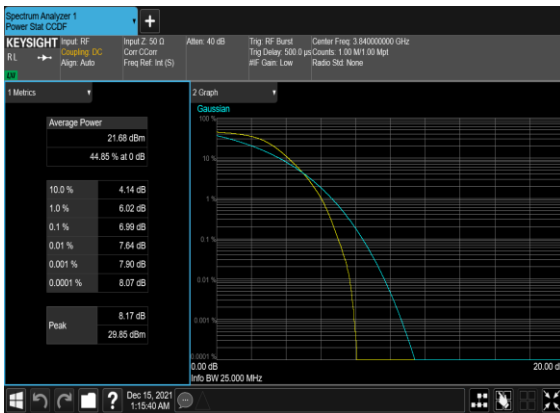 Spectrum Analyzer 1
Power Stat CCDF
+
KEYSIGHT
RL
LV
Input: RF
Coupling: DC
Align: Auto
Input Z: 50 Ω
Corr CCorr
Freq Ref: Int (S)
Atten: 40 dB
Trig: RF Burst
Trig Delay: 500.0 µs
#IF Gain: Low
Center Freq: 3.840000000 GHz
Counts: 1.00 M/1.00 Mpt
Radio Std: None
1 Metrics
Average Power
21.68 dBm
44.85 % at 0 dB
10.0 % 4.14 dB
1.0 % 6.02 dB
0.1 % 6.99 dB
0.01 % 7.64 dB
0.001 % 7.90 dB
0.0001 % 8.07 dB
Peak
8.17 dB
29.85 dBm
2 Graph
Gaussian
100 %
10 %
1 %
0.1 %
0.01 %
0.001 %
0.0001 %
0.00 dB
20.00 d
Info BW 25.000 MHz
?
Dec 15, 2021
1:15:40 AM